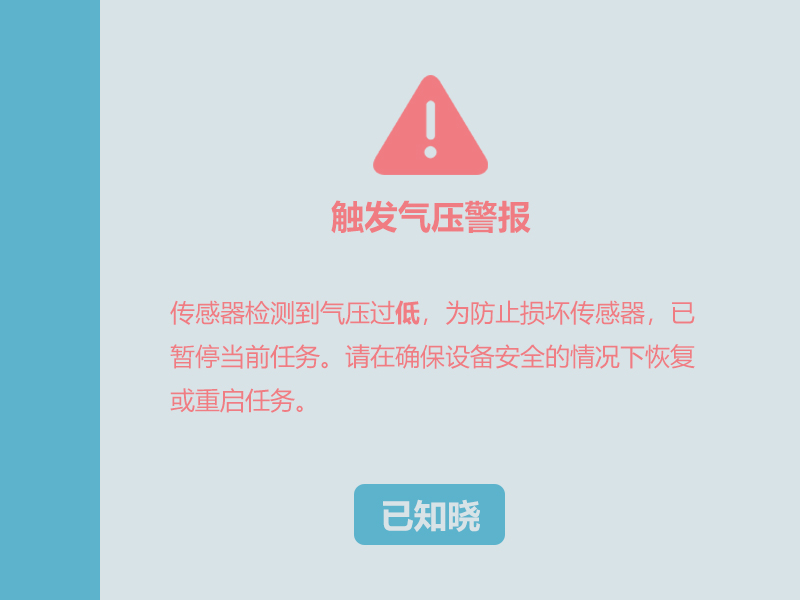 触发气压警报
传感器检测到气压过低，为防止损坏传感器，已
暂停当前任务。请在确保设备安全的情况下恢复
或重启任务。
已知晓